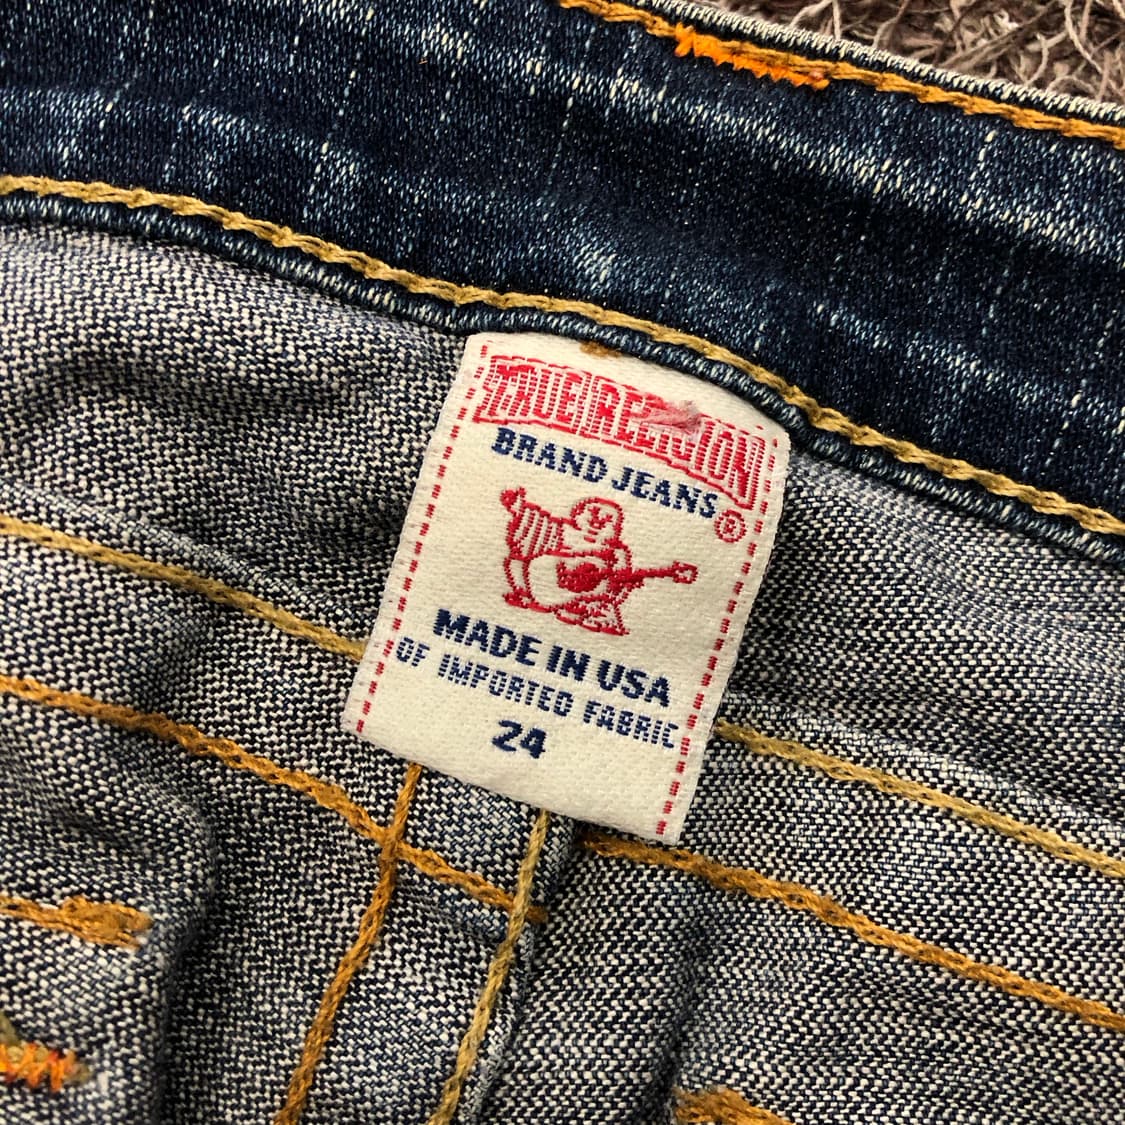 TRUE RELIGION
BRAND JEANS®
MADE IN USA
OF IMPORTED FABRIC
24